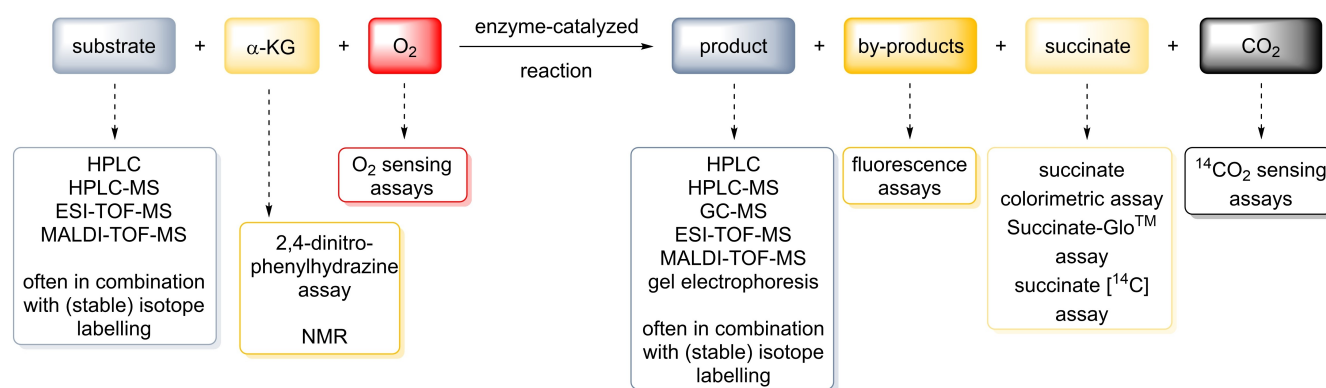 substrate + α-KG + O₂ enzyme-catalyzed reaction product + by-products + succinate + CO₂
HPLC
HPLC-MS
ESI-TOF-MS
MALDI-TOF-MS
often in combination
with (stable) isotope
labelling
2,4-dinitro-
phenylhydrazine
assay
NMR
O₂ sensing
assays
HPLC
HPLC-MS
GC-MS
ESI-TOF-MS
MALDI-TOF-MS
gel electrophoresis
often in combination
with (stable) isotope
labelling
fluorescence
assays
succinate
colorimetric assay
Succinate-Glo™
assay
succinate [¹⁴C]
assay
¹⁴CO₂ sensing
assays